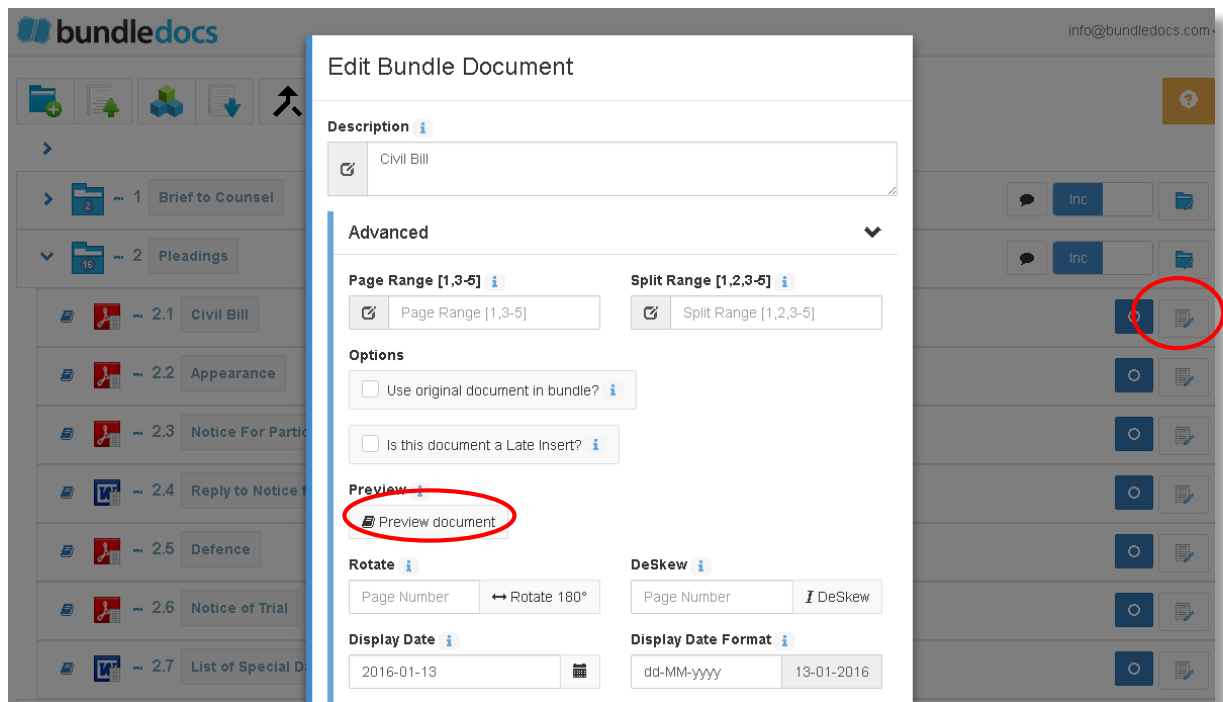 bundledocs
info@bundledocs.com
Edit Bundle Document
Description i
Civil Bill
2 1 Brief to Counsel
Inc
Advanced
16 2 Pleadings
Inc
Page Range [1,3-5] i
Split Range [1,2,3-5] i
Page Range [1,3-5]
Split Range [1,2,3-5]
2.1 Civil Bill
Options
2.2 Appearance
Use original document in bundle? i
2.3 Notice For Partic
Is this document a Late Insert? i
2.4 Reply to Notice f
Preview i
Preview document
2.5 Defence
Rotate i
DeSkew i
Page Number
Rotate 180°
Page Number
I DeSkew
2.6 Notice of Trial
Display Date i
Display Date Format i
2.7 List of Special D
2016-01-13
dd-MM-yyyy
13-01-2016